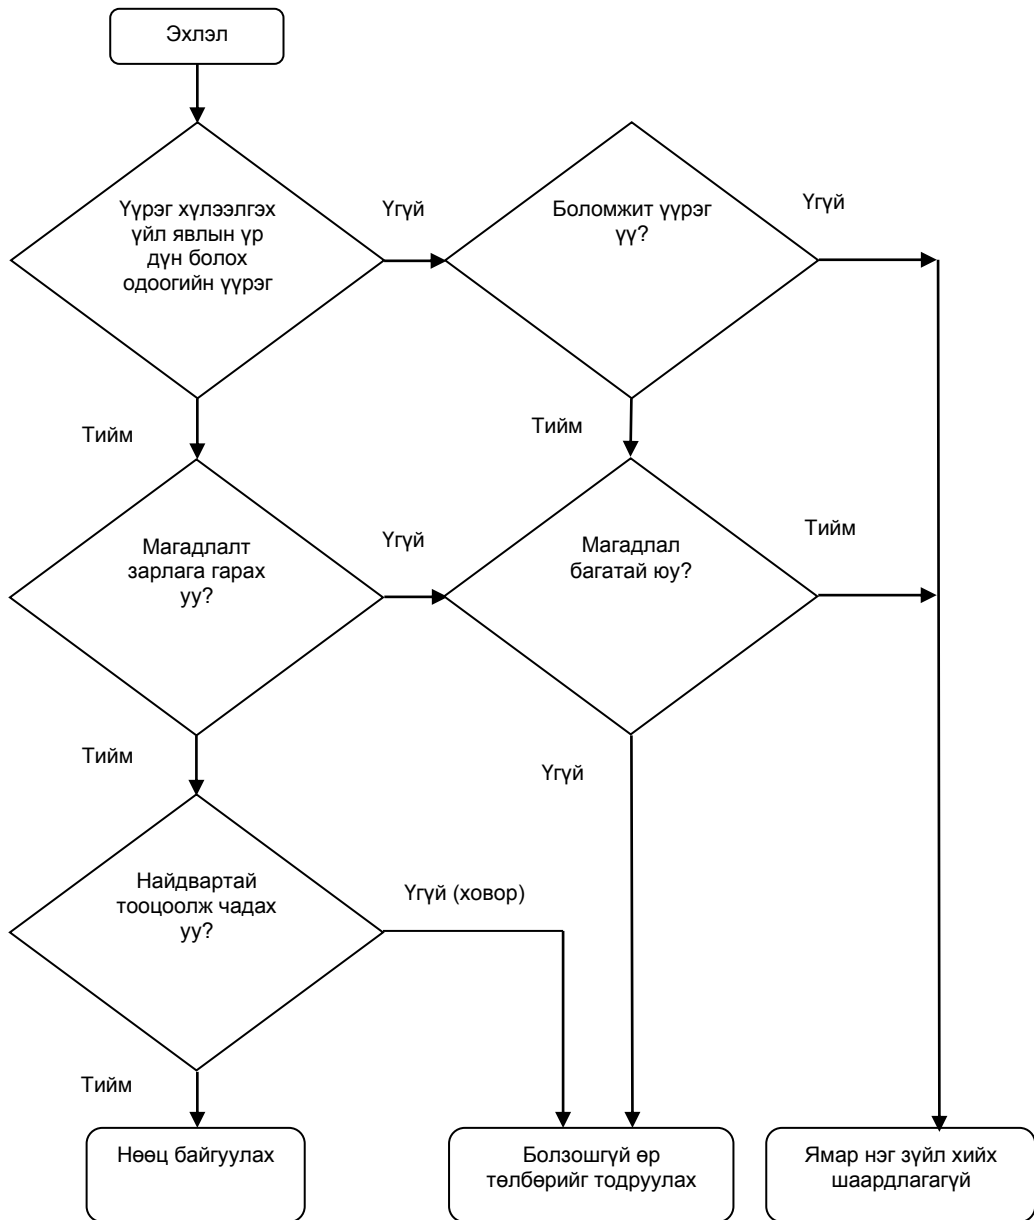 Эхлэл
Үүрэг хүлээлгэх
үйл явлын үр
дүн болох
одоогийн үүрэг
Үгүй
Боломжит үүрэг
үү?
Үгүй
Тийм
Тийм
Магадлалт
зарлага гарах
уу?
Үгүй
Магадлал
багатай юу?
Тийм
Тийм
Үгүй
Найдвартай
тооцоолж чадах
уу?
Үгүй (ховор)
Тийм
Нөөц байгуулах
Болзошгүй өр
төлбөрийг тодруулах
Ямар нэг зүйл хийх
шаардлагагүй